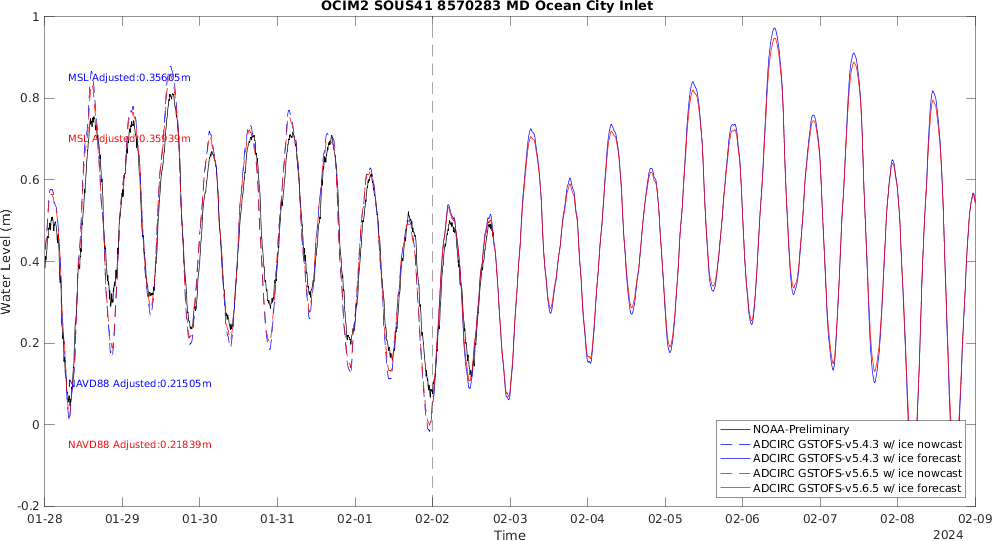 OCIM2 SOUS41 8570283 MD Ocean City Inlet
1
0.8
0.6
0.4
0.2
0
-0.2
Water Level (m)
MSL Adjusted:0.35605m
MSL Adjusted:0.35939m
NAVD88 Adjusted:0.21505m
NAVD88 Adjusted:0.21839m
NOAA-Preliminary
ADCIRC GSTOFS-v5.4.3 w/ ice nowcast
ADCIRC GSTOFS-v5.4.3 w/ ice forecast
ADCIRC GSTOFS-v5.6.5 w/ ice nowcast
ADCIRC GSTOFS-v5.6.5 w/ ice forecast
01-28 01-29 01-30 01-31 02-01 02-02 02-03 02-04 02-05 02-06 02-07 02-08 02-09
Time
2024